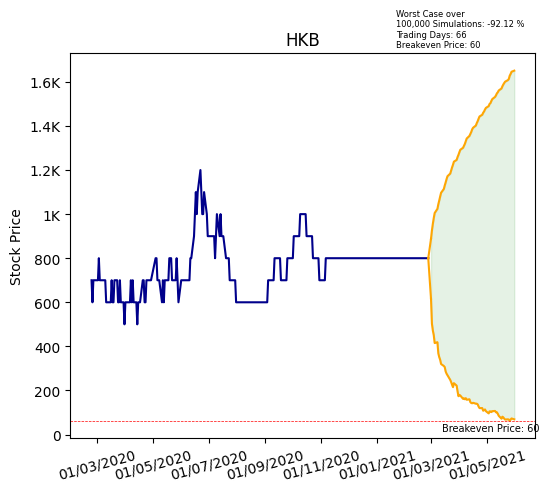 Worst Case over
100,000 Simulations: -92.12 %
Trading Days: 66
Breakeven Price: 60
HKB
Stock Price
1.6K
1.4K
1.2K
1K
800
600
400
200
0
Breakeven Price: 60
01/03/2020
01/05/2020
01/07/2020
01/09/2020
01/11/2020
01/01/2021
01/03/2021
01/05/2021